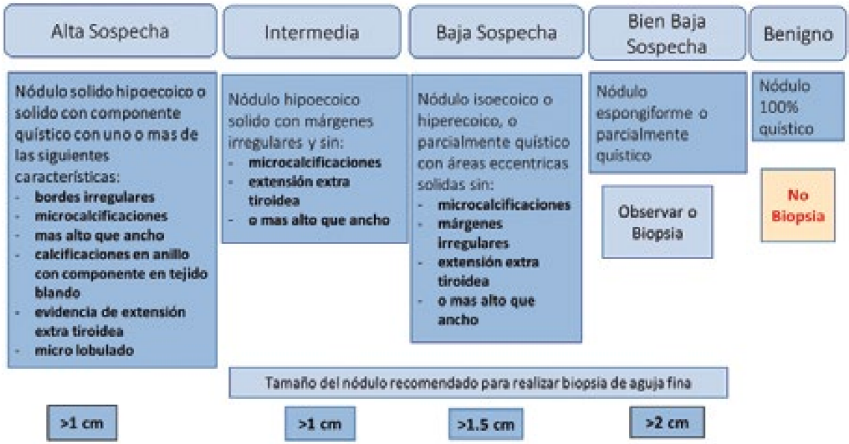 Alta Sospecha
Nódulo solido hipoecoico o
solido con componente
quístico con uno o mas de
las siguientes
características:
- bordes irregulares
- microcalcificaciones
- mas alto que ancho
- calcificaciones en anillo
con componente en tejido
blando
- evidencia de extensión
extra tiroidea
- micro lobulado
Intermedia
Nódulo hipoecoico
solido con márgenes
irregulares y sin:
- microcalcificaciones
- extensión extra
tiroidea
- o mas alto que ancho
Baja Sospecha
Nódulo isoecoico o
hiperecoico, o
parcialmente quístico
con áreas eccentricas
solidas sin:
- microcalcificaciones
- márgenes
irregulares
- extensión extra
tiroidea
- o mas alto que
ancho
Bien Baja
Sospecha
Nódulo
espongiforme o
parcialmente
quístico
Observar o
Biopsia
Benigno
Nódulo
100%
quístico
No
Biopsia
Tamaño del nódulo recomendado para realizar biopsia de aguja fina
>1 cm
>1 cm
>1.5 cm
>2 cm